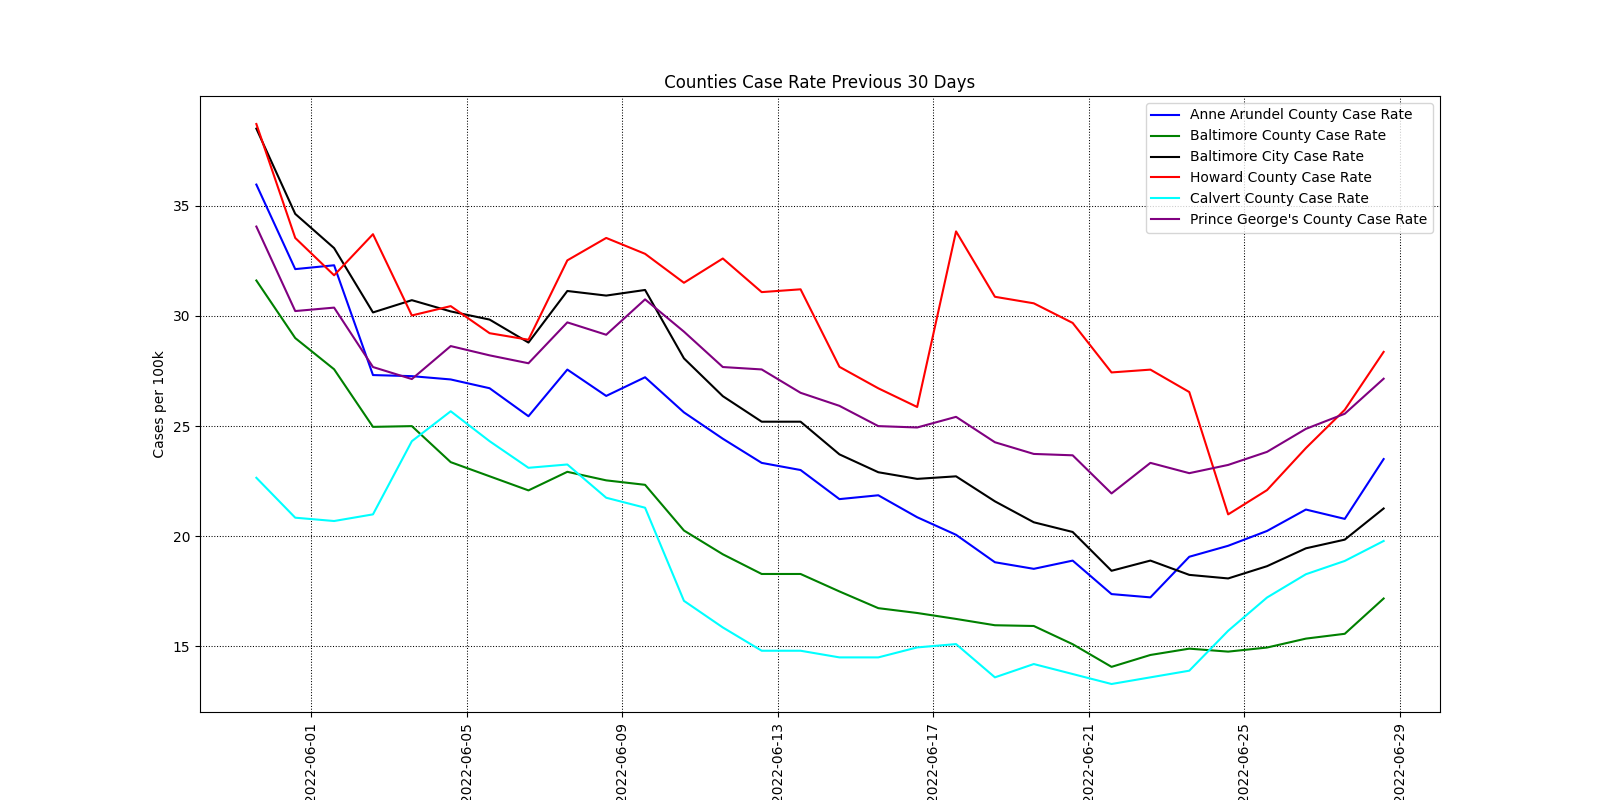 Counties Case Rate Previous 30 Days
Anne Arundel County Case Rate
Baltimore County Case Rate
Baltimore City Case Rate
Howard County Case Rate
Calvert County Case Rate
Prince George's County Case Rate
Cases per 100k
35
30
25
20
15
2022-06-01
2022-06-05
2022-06-09
2022-06-13
2022-06-17
2022-06-21
2022-06-25
2022-06-29